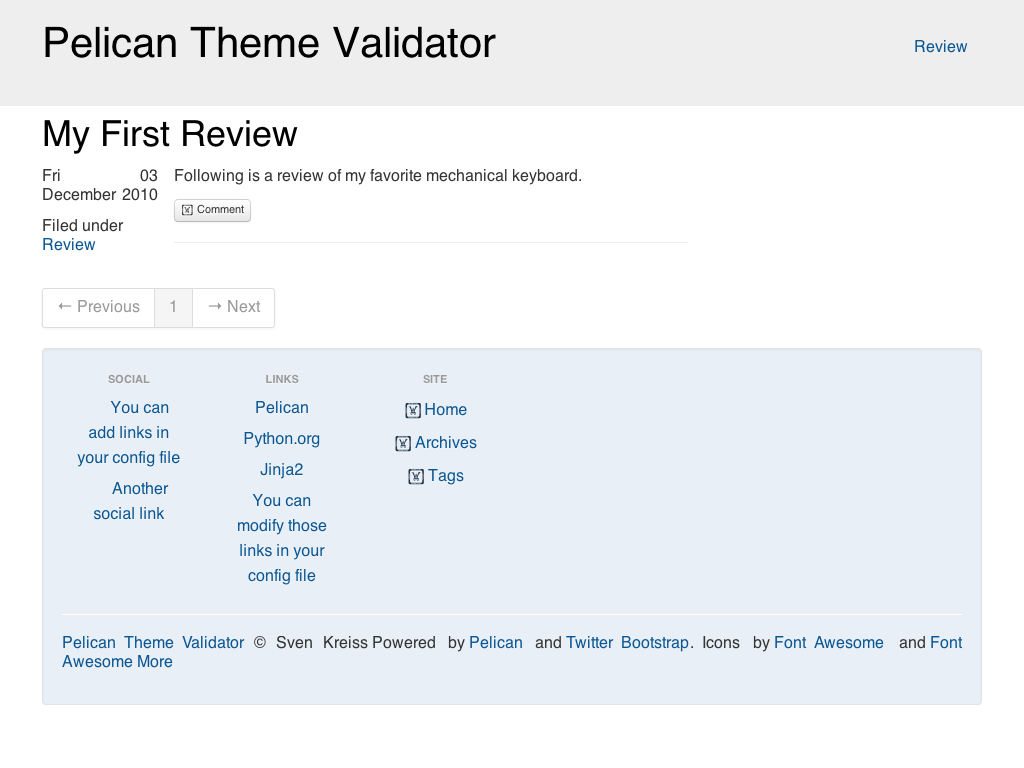 Pelican Theme Validator
Review
My First Review
Fri 03
December 2010
Filed under
Review
Following is a review of my favorite mechanical keyboard.
Comment
← Previous 1 → Next
SOCIAL
You can
add links in
your config file
Another
social link
LINKS
Pelican
Python.org
Jinja2
You can
modify those
links in your
config file
SITE
Home
Archives
Tags
Pelican Theme Validator © Sven Kreiss Powered by Pelican and Twitter Bootstrap. Icons by Font Awesome and Font
Awesome More